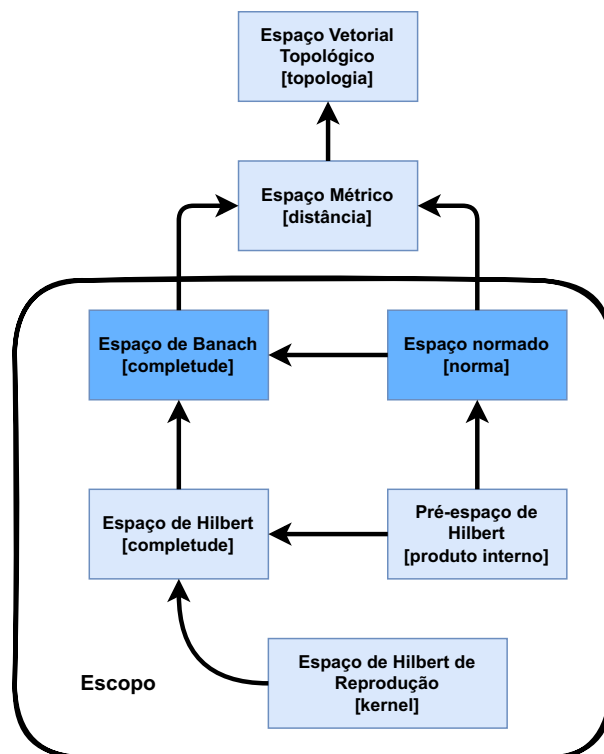 Espaço Vetorial
Topológico
[topologia]
Espaço Métrico
[distância]
Espaço de Banach
[completude]
Espaço normado
[norma]
Espaço de Hilbert
[completude]
Pré-espaço de
Hilbert
[produto interno]
Espaço de Hilbert de
Reprodução
[kernel]
Escopo